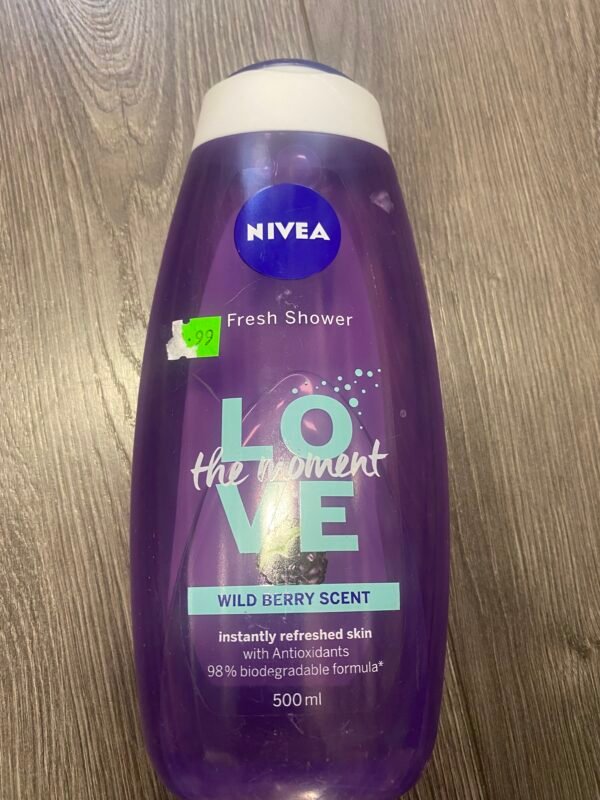 NIVEA
Fresh Shower
.99
LO
the moment
VE
WILD BERRY SCENT
instantly refreshed skin
with Antioxidants
98% biodegradable formula*
500 ml